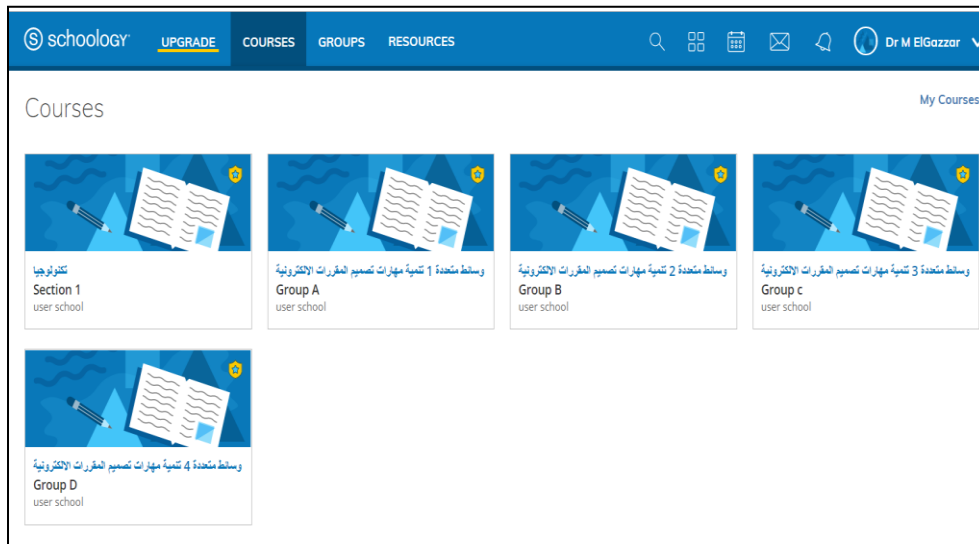 schoology®
UPGRADE
COURSES
GROUPS
RESOURCES
Dr M ElGazzar
Courses
My Courses
تكنولوجيا
Section 1
user school
وسائط متعددة 1 تنمية مهارات تصميم المقررات الالكترونية
Group A
user school
وسائط متعددة 2 تنمية مهارات تصميم المقررات الالكترونية
Group B
user school
وسائط متعددة 3 تنمية مهارات تصميم المقررات الالكترونية
Group c
user school
وسائط متعددة 4 تنمية مهارات تصميم المقررات الالكترونية
Group D
user school